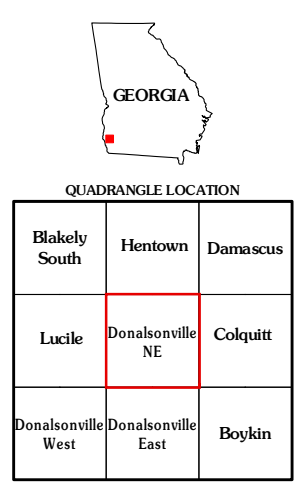 GEORGIA
QUADRANGLE LOCATION
Blakely
South
Hentown
Damascus
Lucile
Donalsonville
NE
Colquitt
Donalsonville
West
Donalsonville
East
Boykin